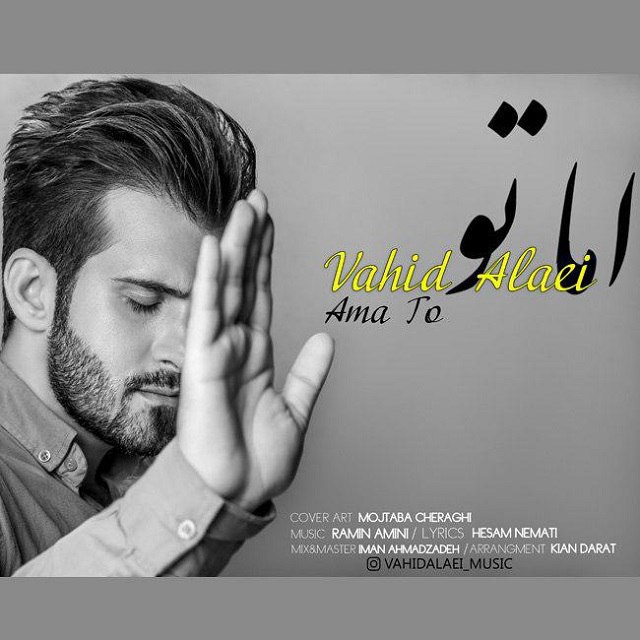 اما تو
Vahid Alaei
Ama To
COVER ART MOJTABA CHERAGHI
MUSIC RAMIN AMINI / LYRICS HESAM NEMATI
MIX&MASTER IMAN AHMADZADEH / ARRANGMENT KIAN DARAT
VAHIDALAEI_MUSIC